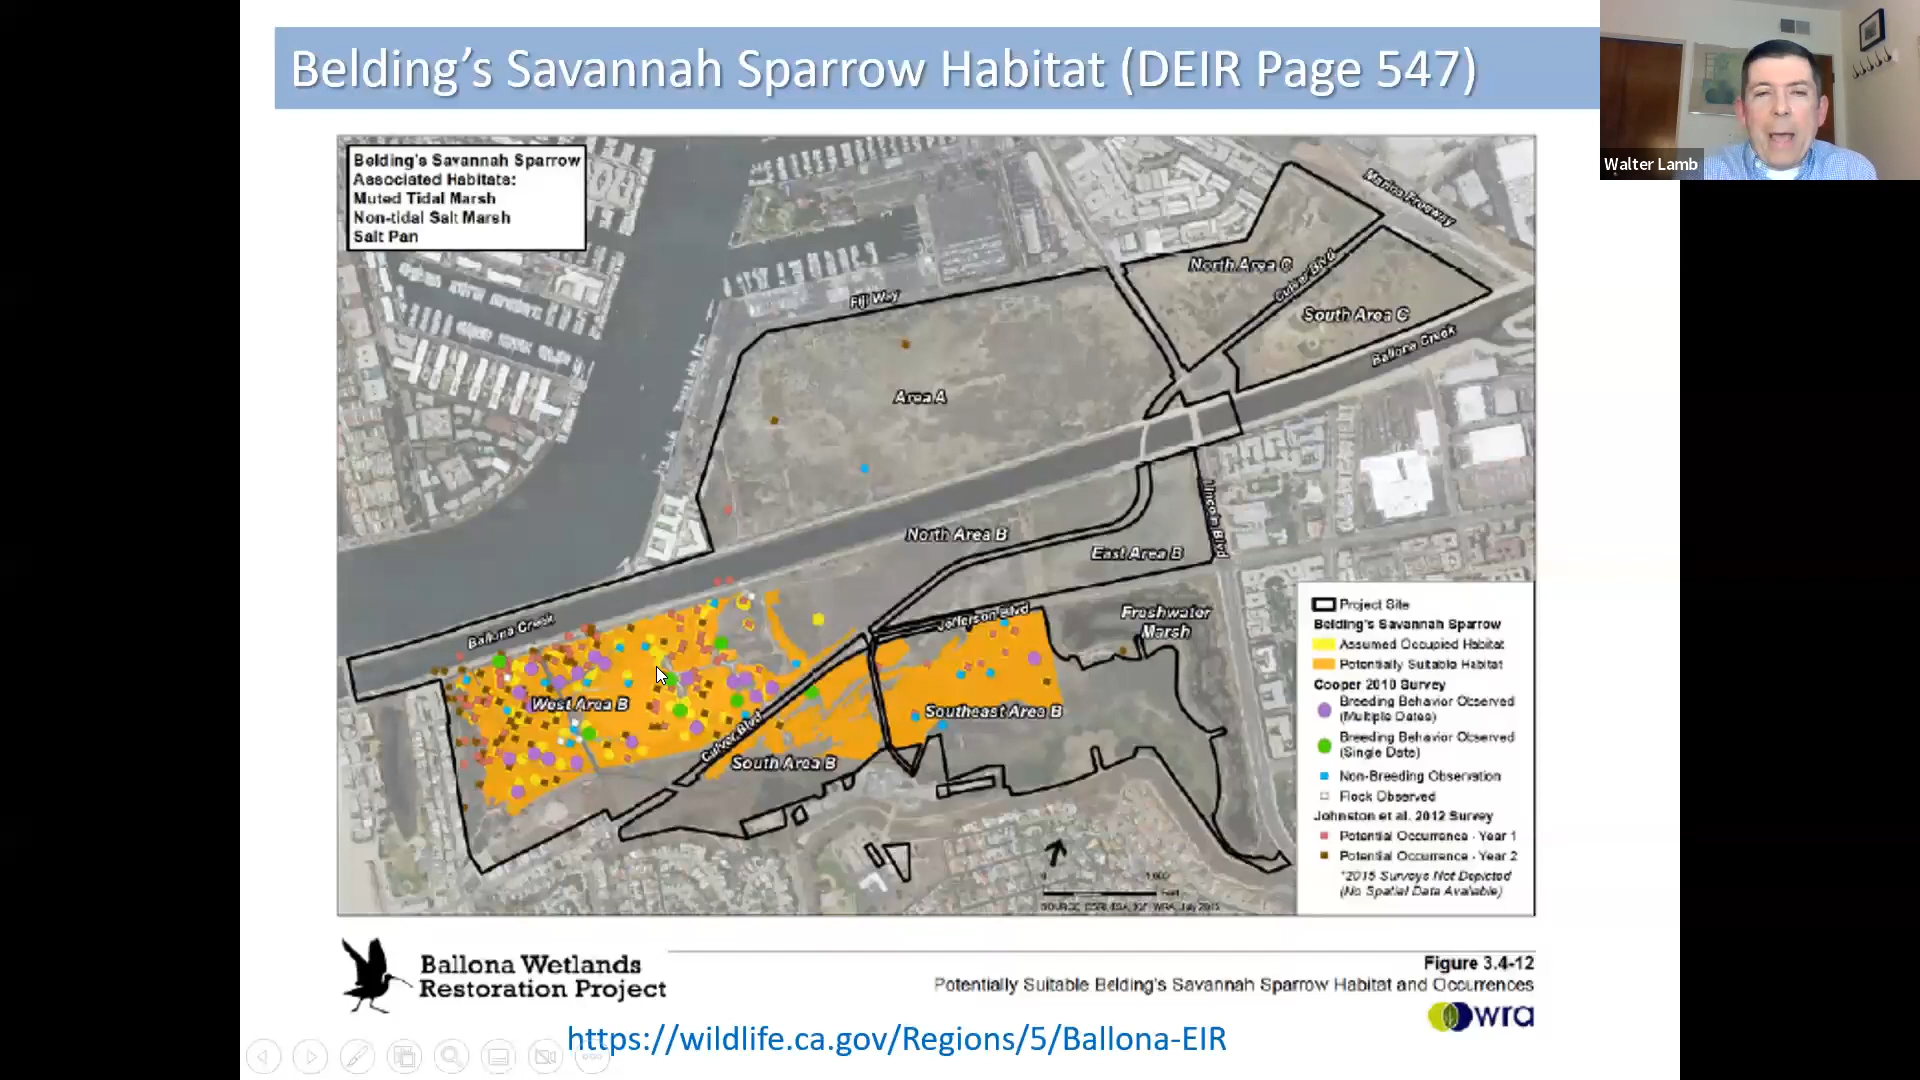 Belding's Savannah Sparrow Habitat (DEIR Page 547)
Walter Lamb
Belding's Savannah Sparrow
Associated Habitats:
Muted Tidal Marsh
Non-tidal Salt Marsh
Salt Pan
Marina Freeway
North Area C
Culver Blvd
Fiji Way
South Area C
Ballona Creek
Area A
Lincoln Blvd
North Area B
East Area B
Ballona Creek
Jefferson Blvd
Freshwater
Marsh
West Area B
Southeast Area B
Culver Blvd
South Area B
Project Site
Belding's Savannah Sparrow
Assumed Occupied Habitat
Potentially Suitable Habitat
Cooper 2010 Survey
Breeding Behavior Observed
(Multiple Dates)
Breeding Behavior Observed
(Single Date)
Non-Breeding Observation
Flock Observed
Johnston et al. 2012 Survey
Potential Occurrence - Year 1
Potential Occurrence - Year 2
*2015 Surveys Not Depicted
(No Spatial Data Available)
0
Feet
Ballona Wetlands
Restoration Project
Figure 3.4-12
Potentially Suitable Belding's Savannah Sparrow Habitat and Occurrences
wra
https://wildlife.ca.gov/Regions/5/Ballona-EIR